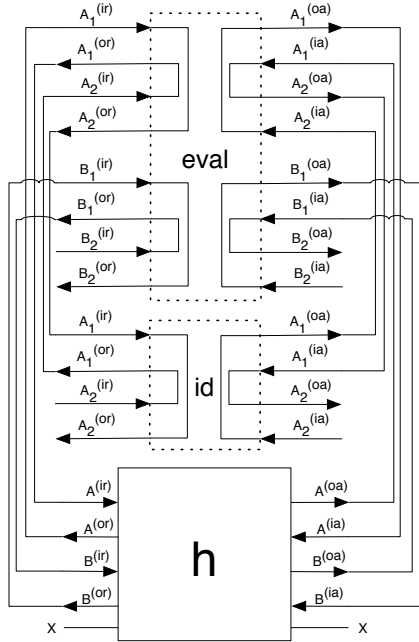 A₁⁽ⁱʳ⁾ A₁⁽ᵒᵃ⁾
A₁⁽ᵒʳ⁾ A₁⁽ⁱᵃ⁾
A₂⁽ⁱʳ⁾ A₂⁽ᵒᵃ⁾
A₂⁽ᵒʳ⁾ A₂⁽ⁱᵃ⁾
eval
B₁⁽ⁱʳ⁾ B₁⁽ᵒᵃ⁾
B₁⁽ᵒʳ⁾ B₁⁽ⁱᵃ⁾
B₂⁽ⁱʳ⁾ B₂⁽ᵒᵃ⁾
B₂⁽ᵒʳ⁾ B₂⁽ⁱᵃ⁾
A₁⁽ⁱʳ⁾ A₁⁽ᵒᵃ⁾
A₁⁽ᵒʳ⁾ A₁⁽ⁱᵃ⁾
id
A₂⁽ⁱʳ⁾ A₂⁽ᵒᵃ⁾
A₂⁽ᵒʳ⁾ A₂⁽ⁱᵃ⁾
A⁽ⁱʳ⁾ A⁽ᵒᵃ⁾
A⁽ᵒʳ⁾ A⁽ⁱᵃ⁾
h
B⁽ⁱʳ⁾ B⁽ᵒᵃ⁾
B⁽ᵒʳ⁾ B⁽ⁱᵃ⁾
X X